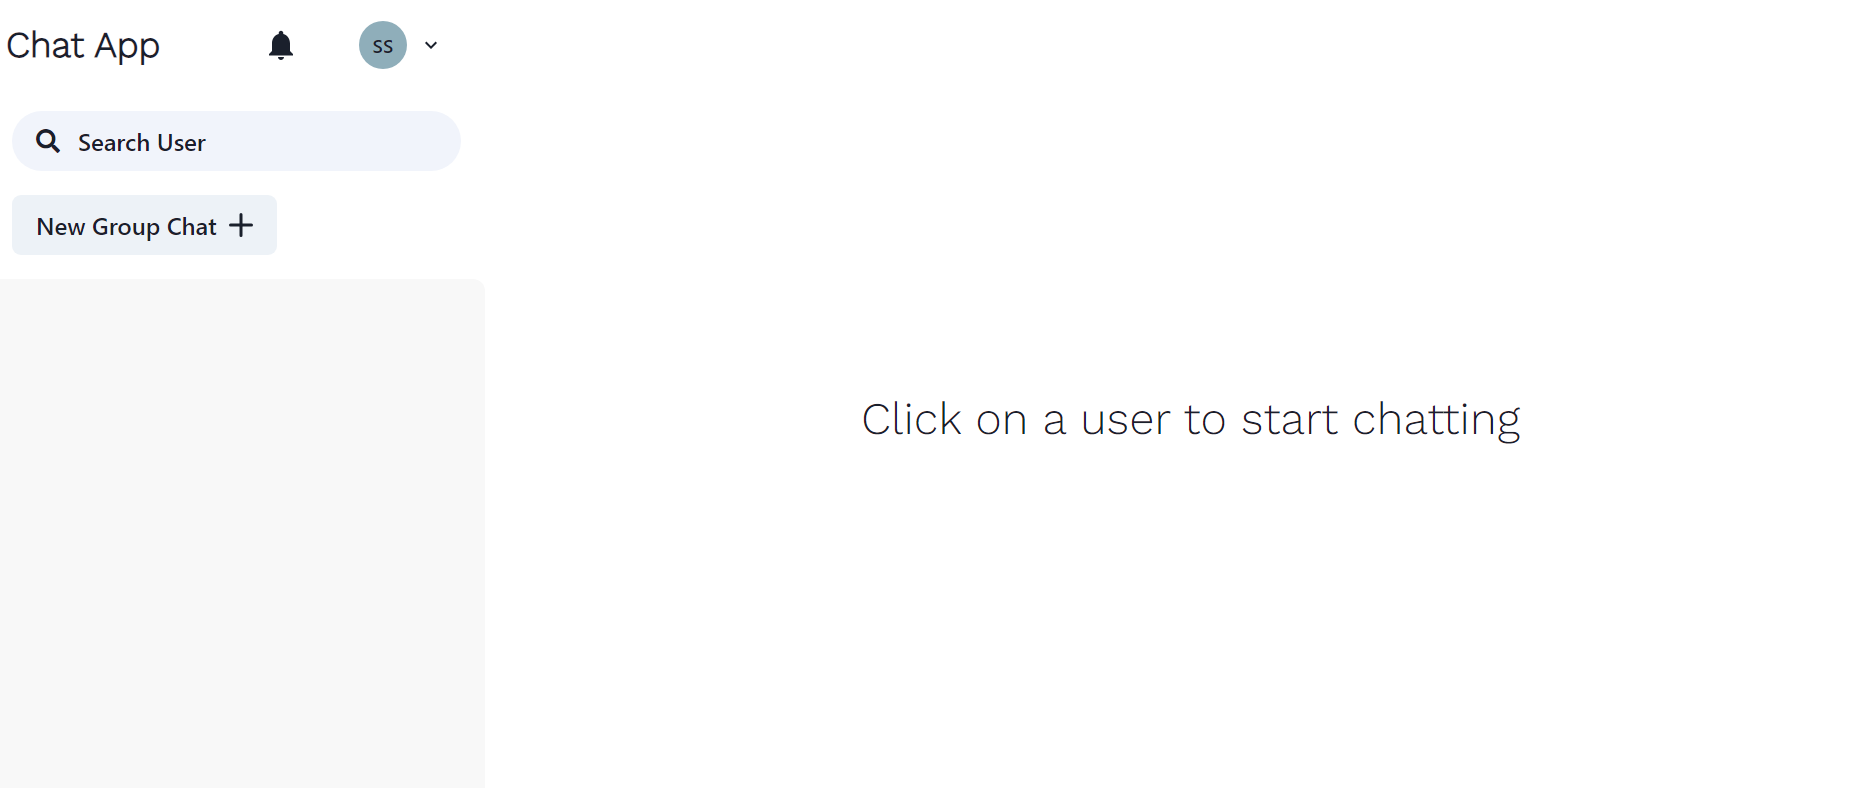 Chat App
SS
Search User
New Group Chat
Click on a user to start chatting